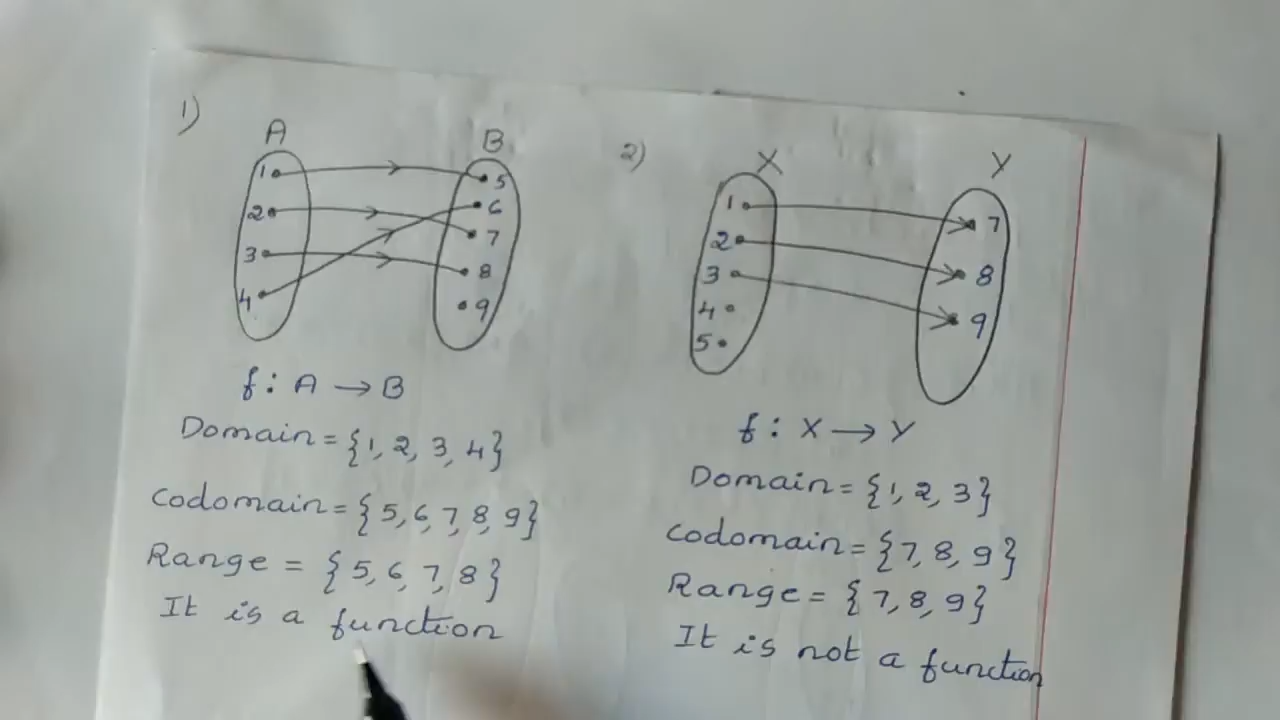 1)
A
B
1
2
3
4
5
6
7
8
9
f : A → B
Domain = {1, 2, 3, 4}
Codomain = {5, 6, 7, 8, 9}
Range = {5, 6, 7, 8}
It is a function
2)
X
Y
1
2
3
4
5
7
8
9
f : X → Y
Domain = {1, 2, 3}
Codomain = {7, 8, 9}
Range = {7, 8, 9}
It is not a function